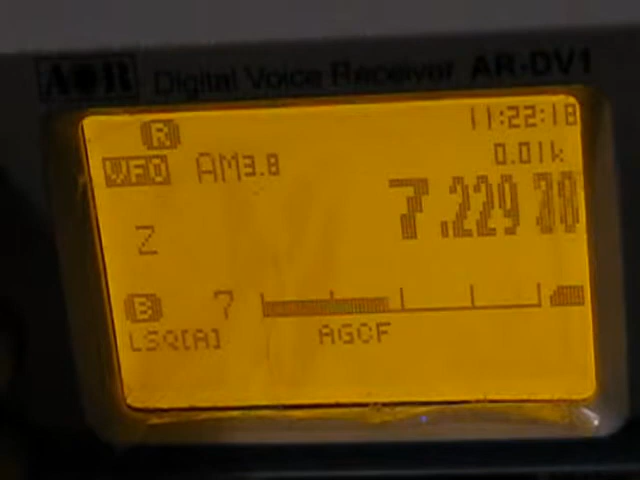 AOR Digital Voice Receiver AR-DV1
R 11:22:18
VFO AM3.8 0.01k
7.229 30
Z
B 7
LSQ[A] AGCF